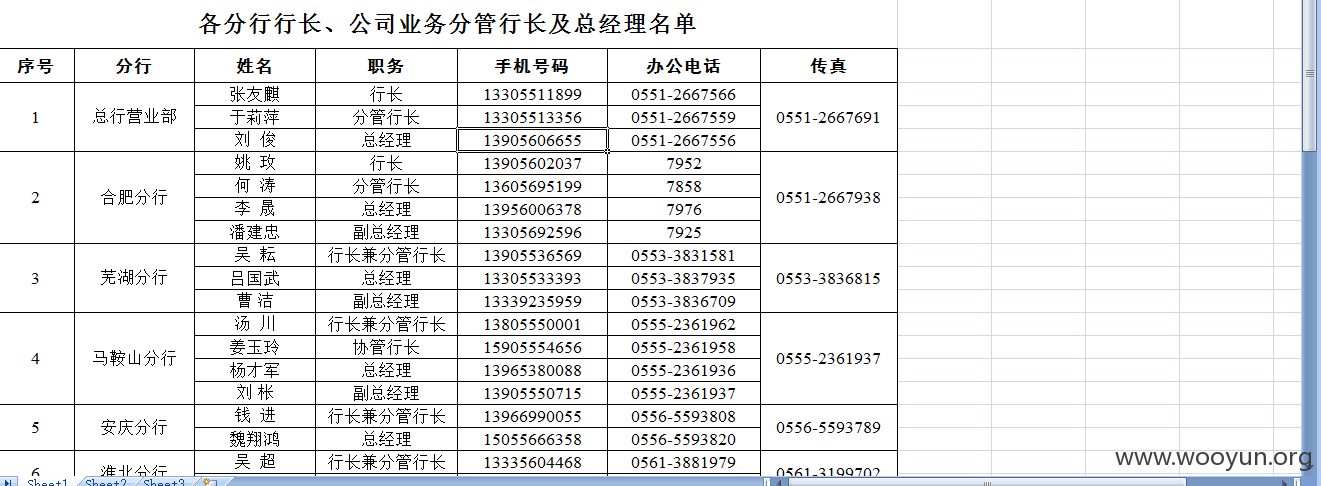 各分行行长、公司业务分管行长及总经理名单
序号 分行 姓名 职务 手机号码 办公电话 传真
1 总行营业部 张友麒 行长 13305511899 0551-2667566 0551-2667691
于莉萍 分管行长 13305513356 0551-2667559
刘 俊 总经理 13905606655 0551-2667556
2 合肥分行 姚 玫 行长 13905602037 7952 0551-2667938
何 涛 分管行长 13605695199 7858
李 晟 总经理 13956006378 7976
潘建忠 副总经理 13305692596 7925
3 芜湖分行 吴 耘 行长兼分管行长 13905536569 0553-3831581 0553-3836815
吕国武 总经理 13305533393 0553-3837935
曹 洁 副总经理 13339235959 0553-3836709
4 马鞍山分行 汤 川 行长兼分管行长 13805550001 0555-2361962 0555-2361937
姜玉玲 协管行长 15905554656 0555-2361958
杨才军 总经理 13965380088 0555-2361936
刘 枨 副总经理 13905550715 0555-2361937
5 安庆分行 钱 进 行长兼分管行长 13966990055 0556-5593808 0556-5593789
魏翔鸿 总经理 15055666358 0556-5593820
6 淮北分行 吴 超 行长兼分管行长 13335604468 0561-3881979 0561-3199702
www.wooyun.org
Sheet1 Sheet2 Sheet3